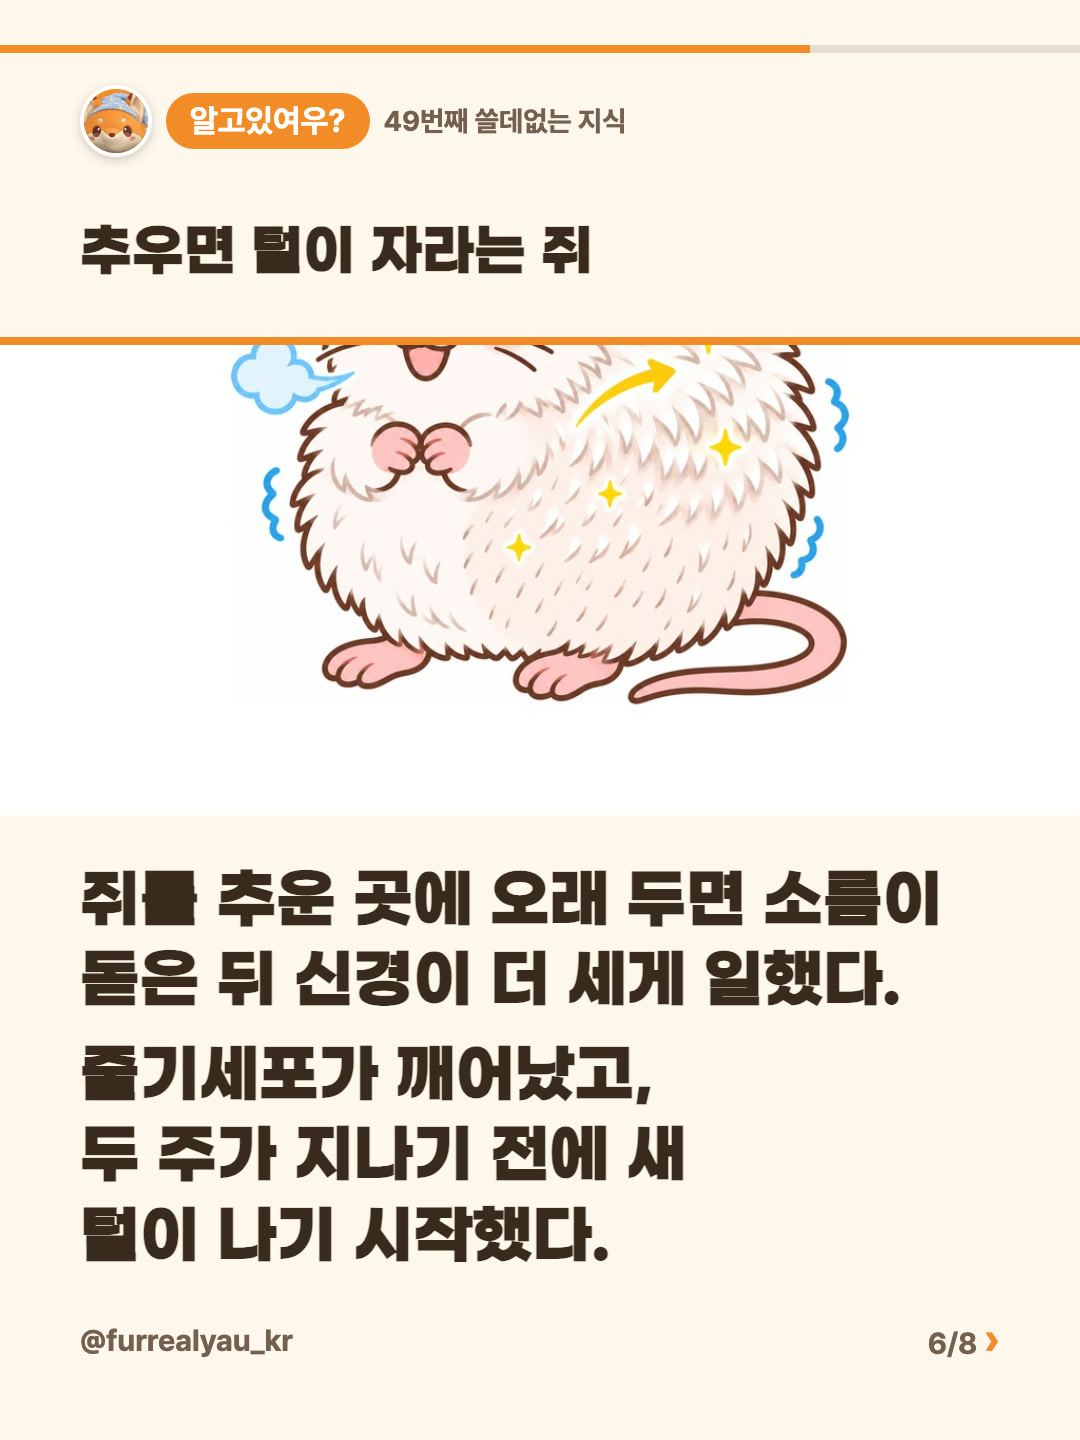 알고있여우? 49번째 쓸데없는 지식
추우면 털이 자라는 쥐
쥐를 추운 곳에 오래 두면 소름이
돋은 뒤 신경이 더 세게 일했다.
줄기세포가 깨어났고,
두 주가 지나기 전에 새
털이 나기 시작했다.
@furrealyau_kr
6/8 ›